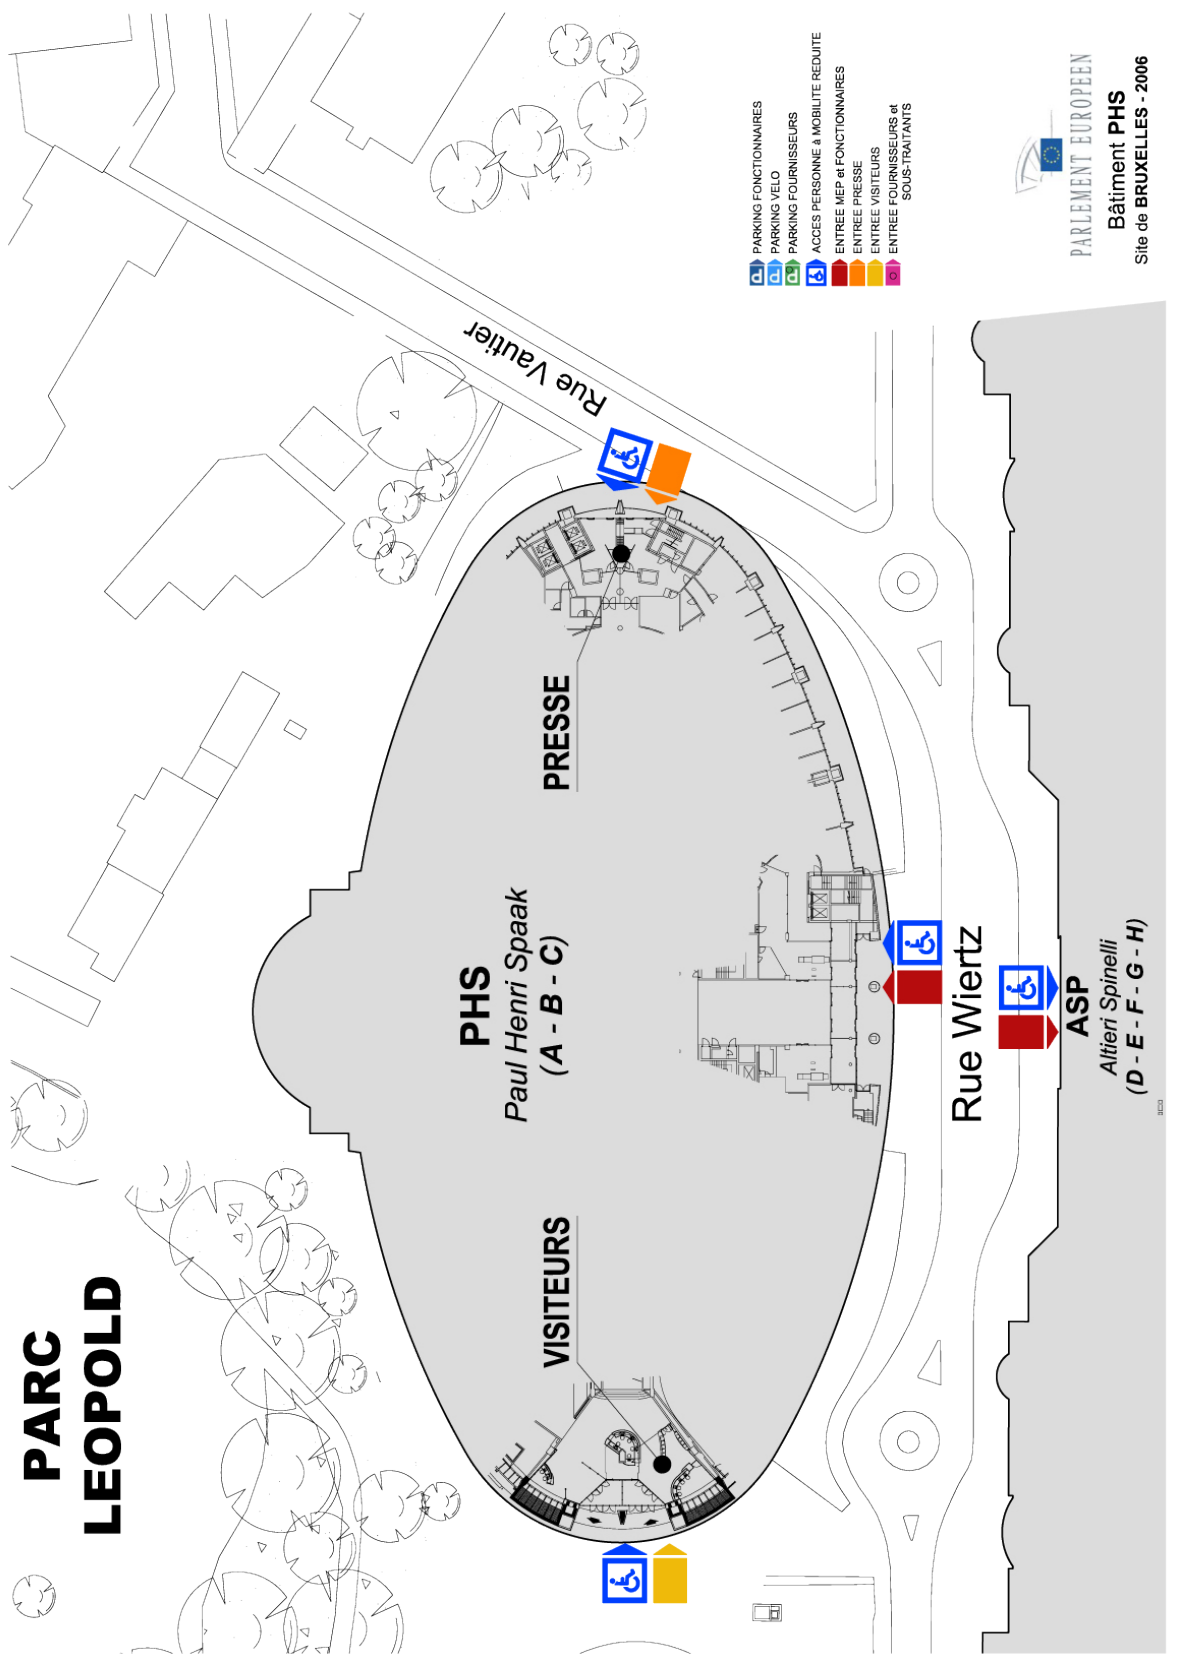 PARC
LEOPOLD
VISITEURS
PHS
Paul Henri Spaak
(A - B - C)
PRESSE
Rue Vautier
Rue Wiertz
ASP
Altieri Spinelli
(D - E - F - G - H)
PARKING FONCTIONNAIRES
PARKING VELO
PARKING FOURNISSEURS
ACCES PERSONNE à MOBILITE REDUITE
ENTREE MEP et FONCTIONNAIRES
ENTREE PRESSE
ENTREE VISITEURS
ENTREE FOURNISSEURS et
SOUS-TRAITANTS
PARLEMENT EUROPEEN
Bâtiment PHS
Site de BRUXELLES - 2006